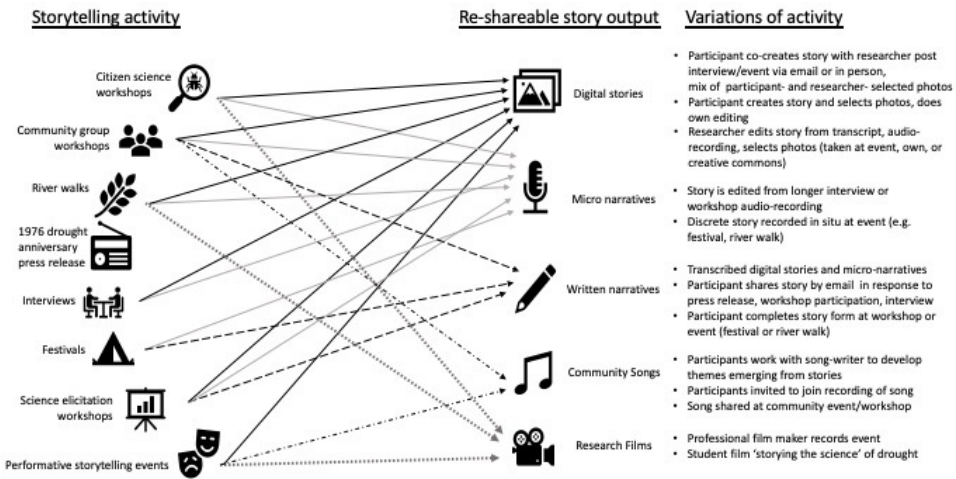 Storytelling activity
Re-shareable story output
Variations of activity
Citizen science
workshops
Community group
workshops
River walks
1976 drought
anniversary
press release
Interviews
Festivals
Science elicitation
workshops
Performative storytelling events
Digital stories
Micro narratives
Written narratives
Community Songs
Research Films
• Participant co-creates story with researcher post
interview/event via email or in person,
mix of participant- and researcher- selected photos
• Participant creates story and selects photos, does
own editing
• Researcher edits story from transcript, audio-
recording, selects photos (taken at event, own, or
creative commons)
• Story is edited from longer interview or
workshop audio-recording
• Discrete story recorded in situ at event (e.g.
festival, river walk)
• Transcribed digital stories and micro-narratives
• Participant shares story by email in response to
press release, workshop participation, interview
• Participant completes story form at workshop or
event (festival or river walk)
• Participants work with song-writer to develop
themes emerging from stories
• Participants invited to join recording of song
• Song shared at community event/workshop
• Professional film maker records event
• Student film ‘storying the science’ of drought